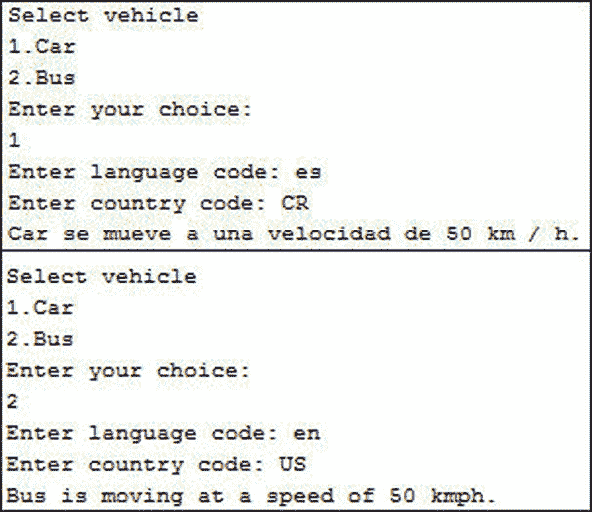 Select vehicle
1.Car
2.Bus
Enter your choice:
1
Enter language code: es
Enter country code: CR
Car se mueve a una velocidad de 50 km / h.
Select vehicle
1.Car
2.Bus
Enter your choice:
2
Enter language code: en
Enter country code: US
Bus is moving at a speed of 50 kmph.